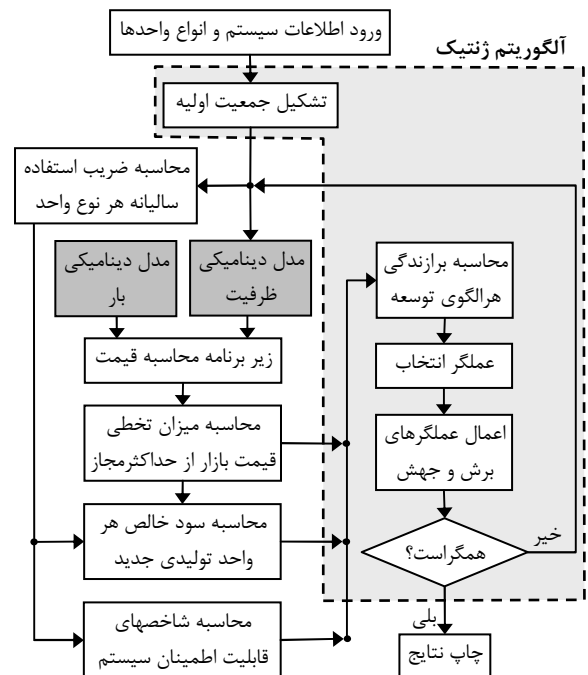 ورود اطلاعات سیستم و انواع واحدها
آلگوریتم ژنتیک
تشکیل جمعیت اولیه
محاسبه ضریب استفاده
سالیانه هر نوع واحد
مدل دینامیکی
ظرفیت
مدل دینامیکی
بار
زیر برنامه محاسبه قیمت
محاسبه میزان تخطی
قیمت بازار از حداکثرمجاز
محاسبه سود خالص هر
واحد تولیدی جدید
محاسبه شاخصهای
قابلیت اطمینان سیستم
محاسبه برازندگی
هرالگوی توسعه
عملگر انتخاب
اعمال عملگرهای
برش و جهش
همگراست؟
خیر
بلی
چاپ نتایج